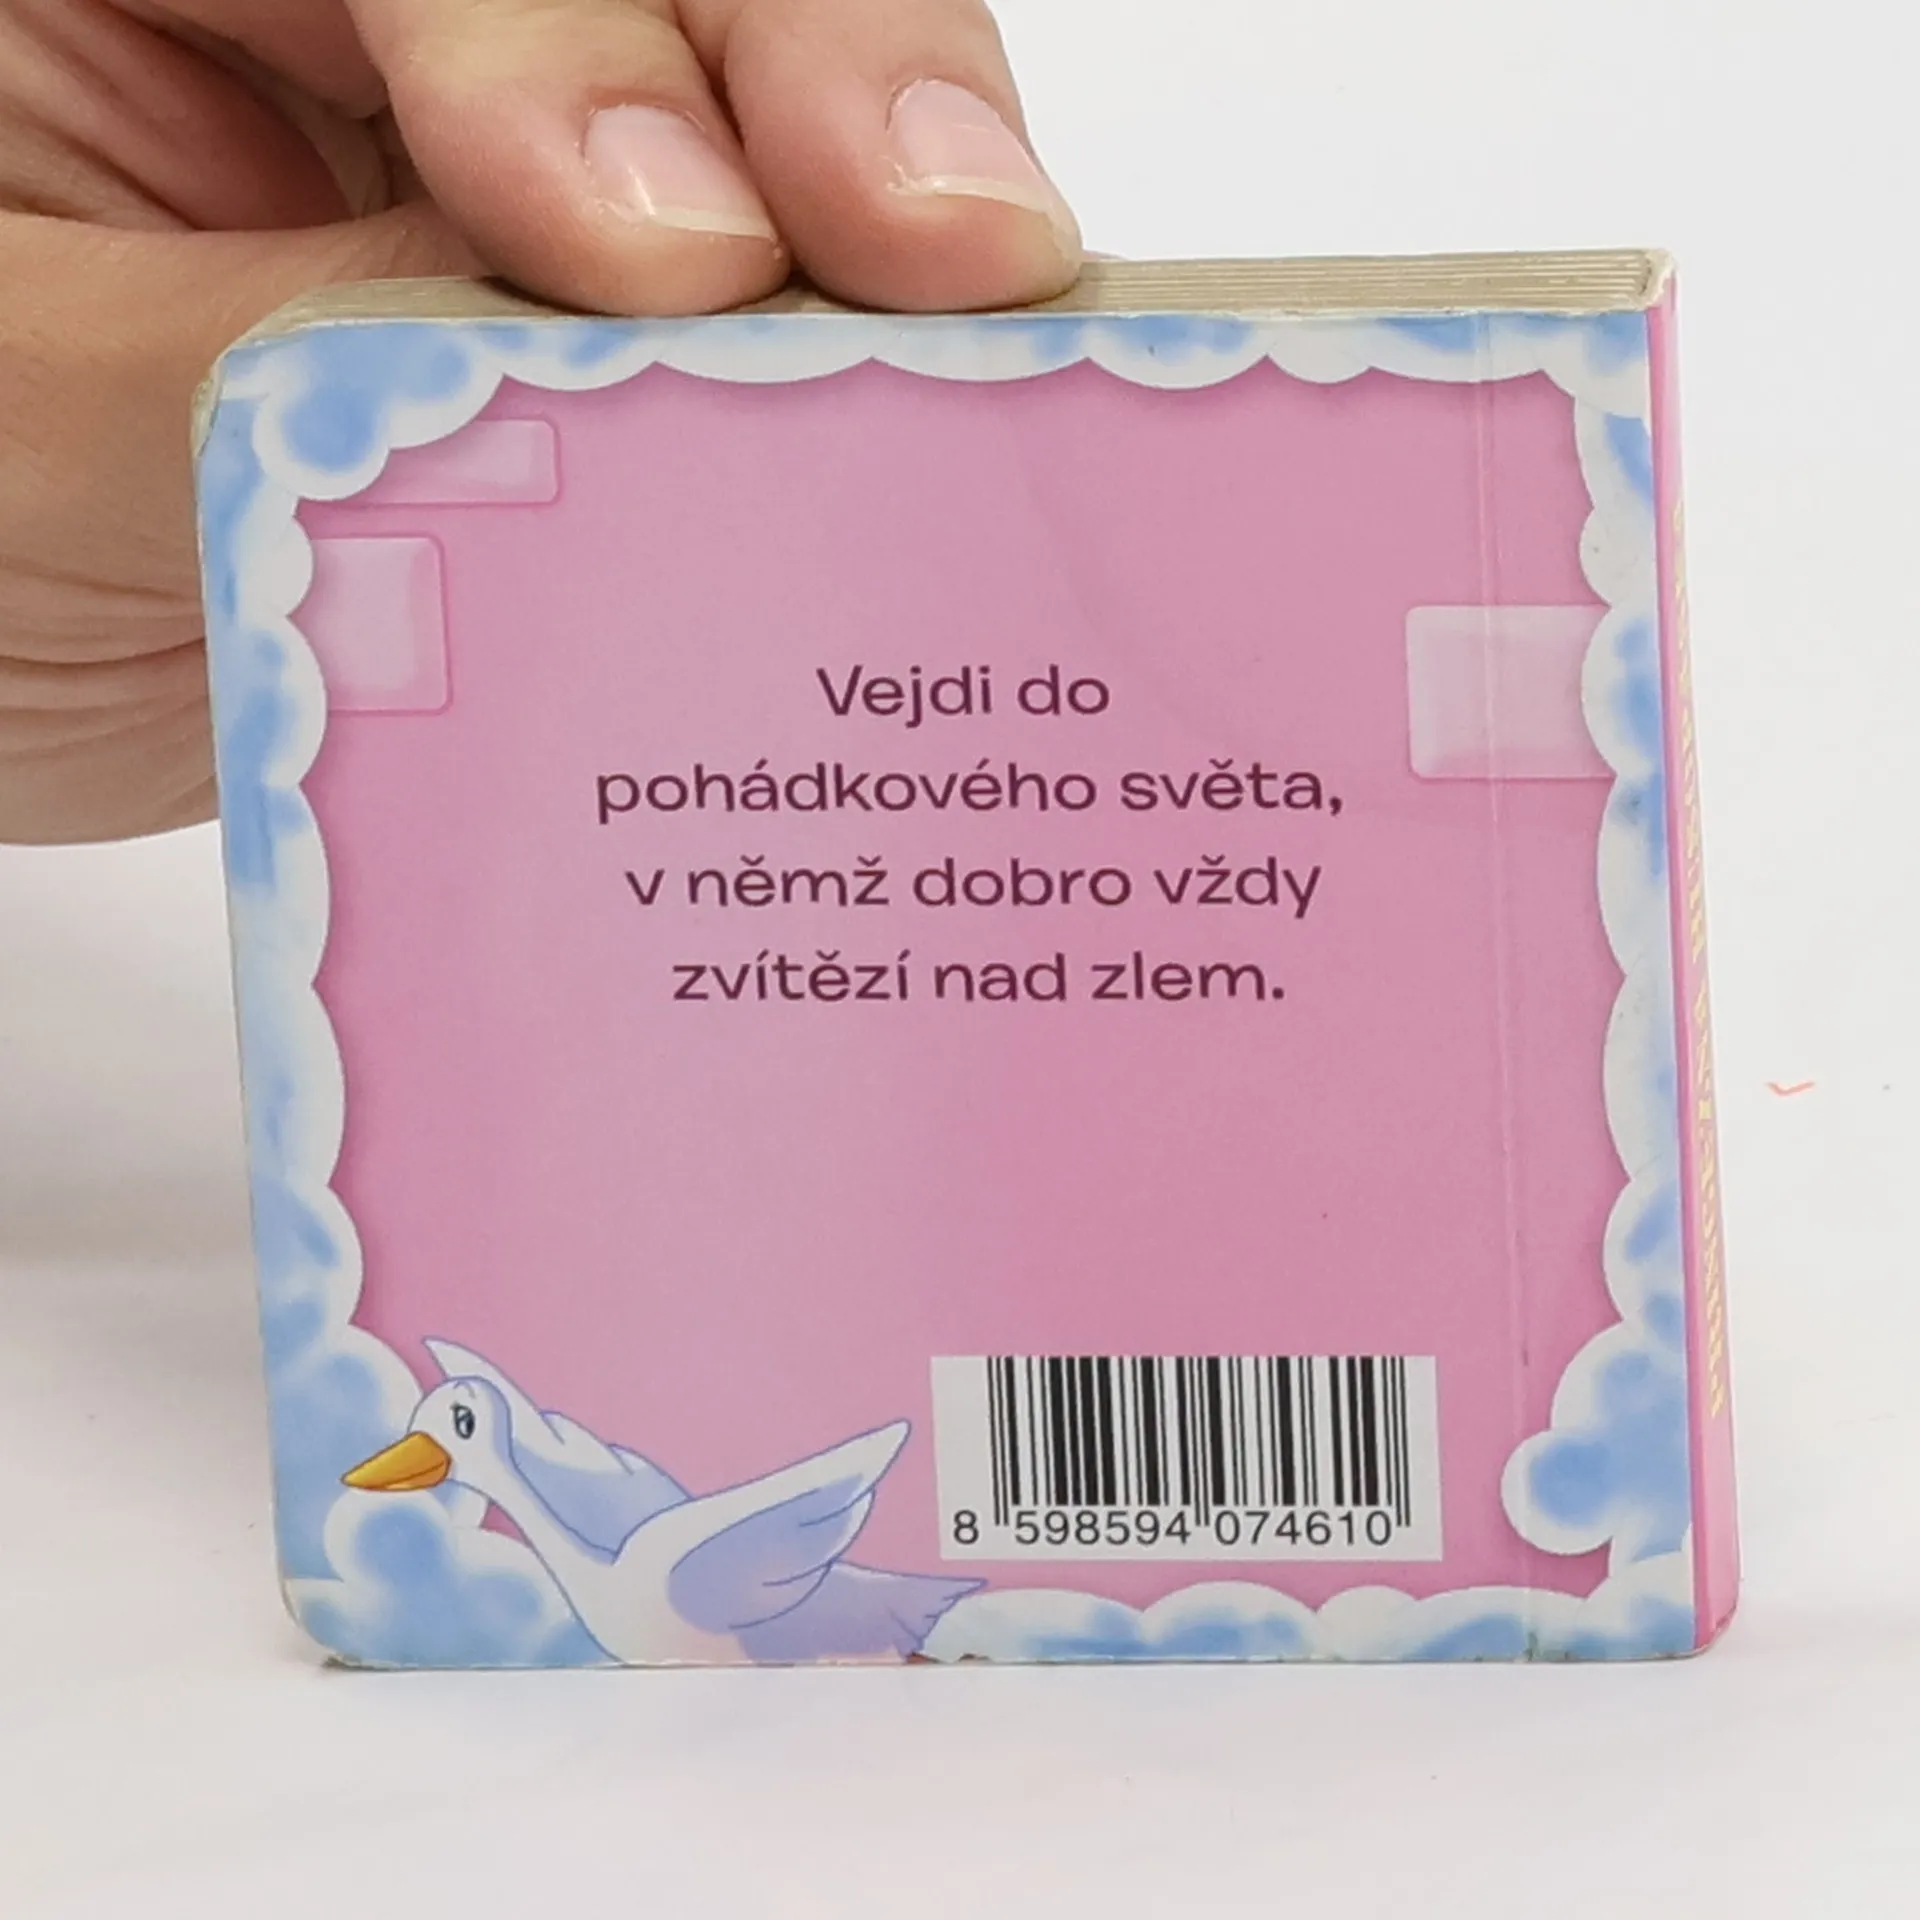 Vejdi do
pohádkového světa,
v němž dobro vždy
zvítězí nad zlem.
8 598594 074610